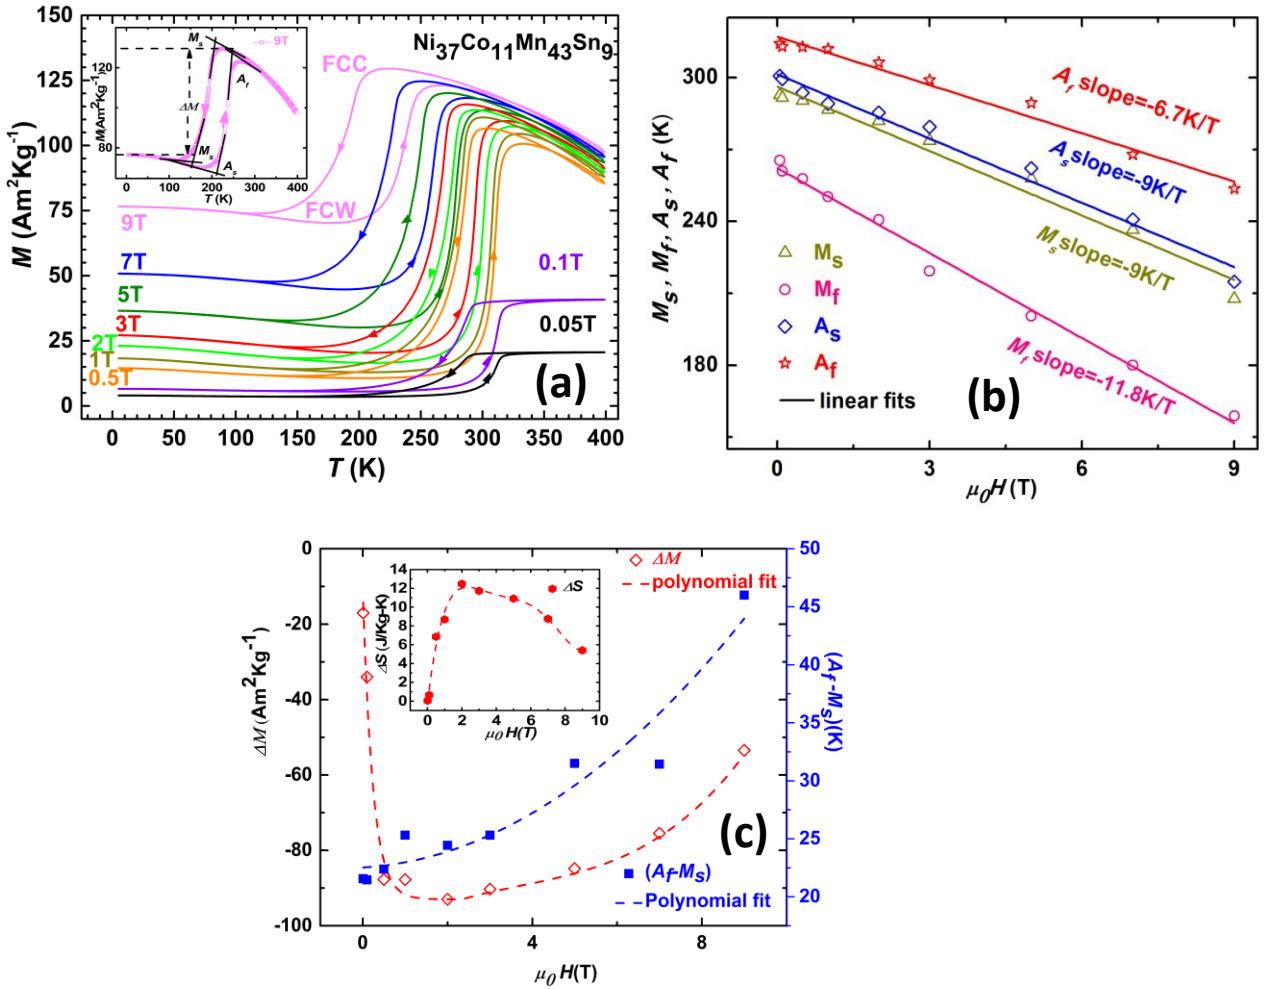 Ni37Co11Mn43Sn9
M (Am2Kg-1)
150
125
100
75
50
25
0
0 50 100 150 200 250 300 350 400
T (K)
FCC
FCW
9T
7T
5T
3T
2T
1T
0.5T
0.1T
0.05T
(a)
M(Am2Kg-1)
120
80
0 100 200 300 400
T (K)
9T
Ms
Af
ΔM
Ms
As
Ms, Mf, As, Af (K)
300
240
180
0 3 6 9
μ0H (T)
Af slope=-6.7K/T
As slope=-9K/T
Ms slope=-9K/T
Mf slope=-11.8K/T
Ms
Mf
As
Af
linear fits
(b)
ΔM (Am2Kg-1)
0
-20
-40
-60
-80
-100
0 4 8
μ0H(T)
(Af-Ms)(K)
50
45
40
35
30
25
20
ΔM
polynomial fit
(Af-Ms)
Polynomial fit
(c)
ΔS (J/Kg-K)
14
12
10
8
6
4
2
0
0 2 4 6 8 10
μ0H(T)
ΔS